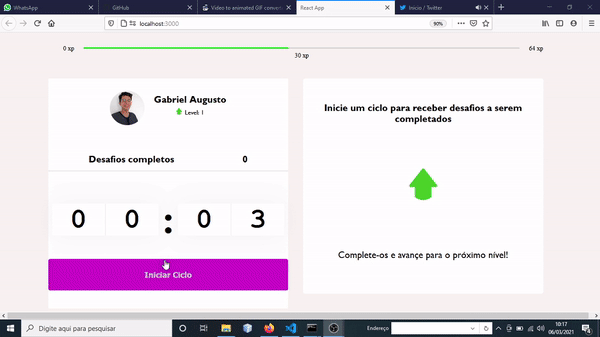 WhatsApp
GitHub
Video to animated GIF convert
React App
Início / Twitter
localhost:3000
90%
0 xp
64 xp
30 xp
Gabriel Augusto
Level: 1
Desafios completos 0
0 0 : 0 3
Iniciar Ciclo
Inicie um ciclo para receber desafios a serem
completados
Complete-os e avançe para o próximo nível!
Digite aqui para pesquisar
Endereço
10:17
06/03/2021